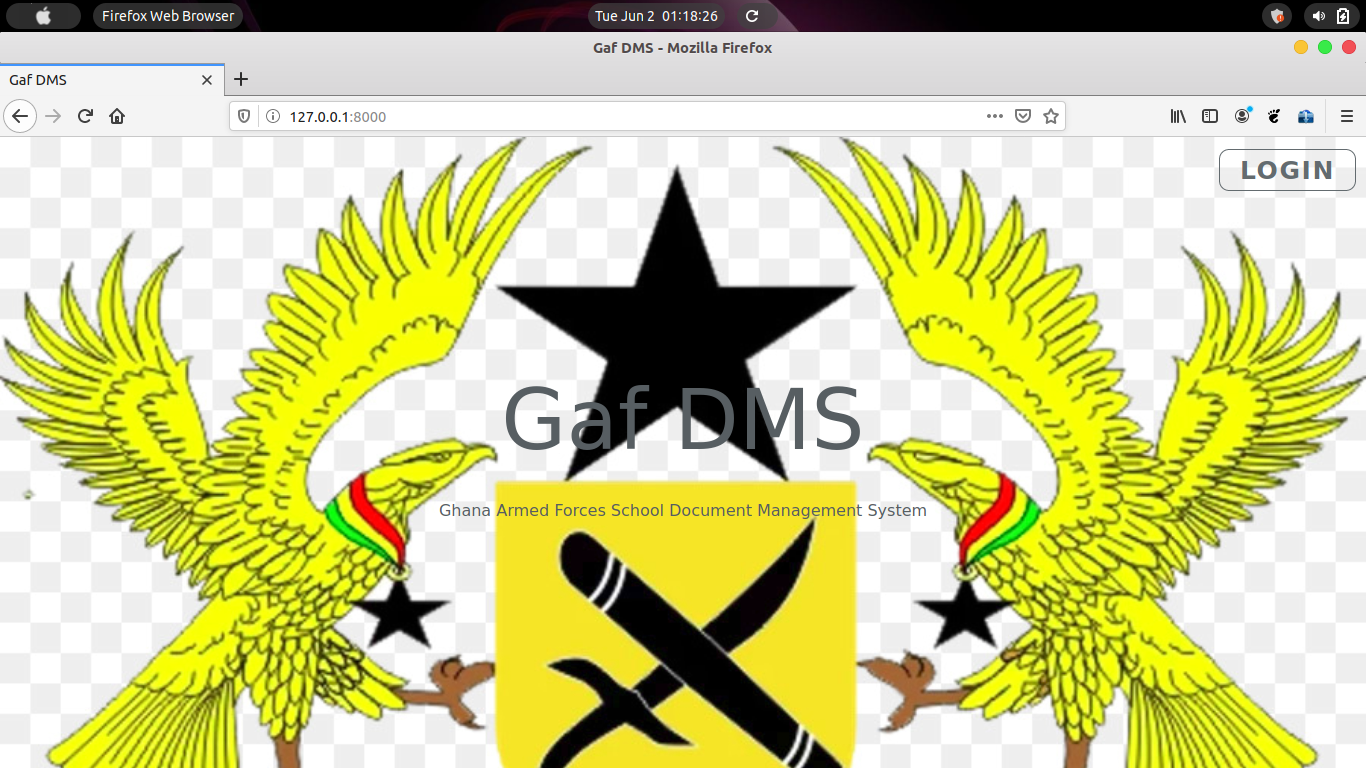 Firefox Web Browser
Tue Jun 2 01:18:26
Gaf DMS - Mozilla Firefox
Gaf DMS
127.0.0.1:8000
LOGIN
Gaf DMS
Ghana Armed Forces School Document Management System